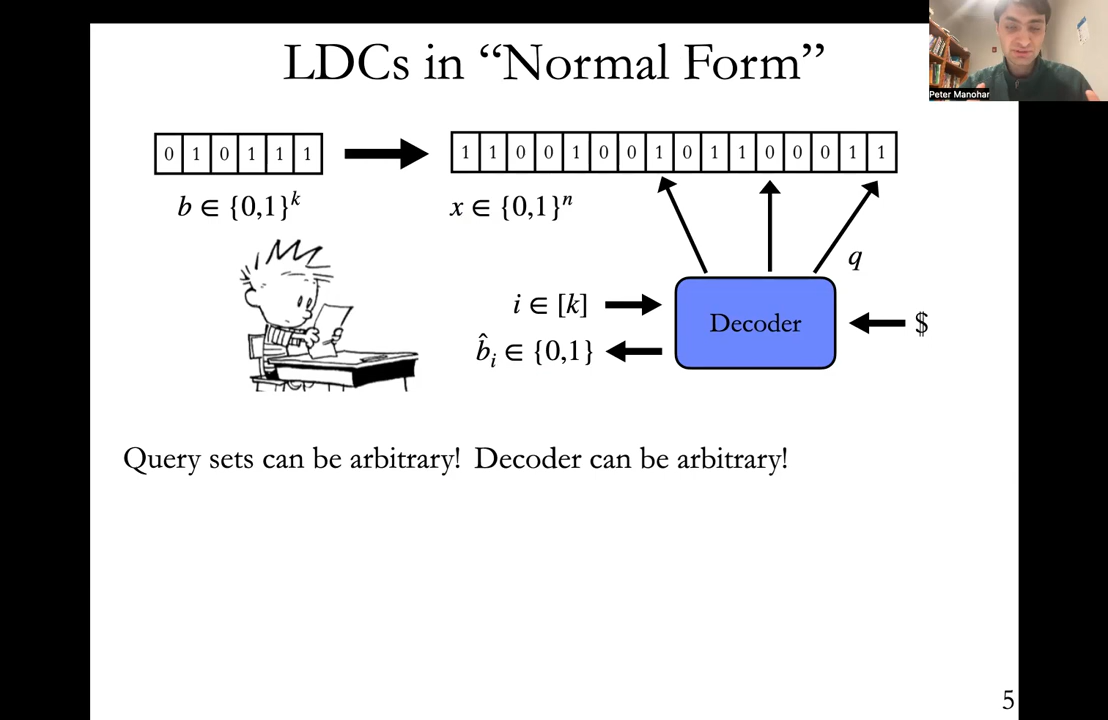 LDCs in “Normal Form”
Peter Manohar
0 1 0 1 1 1
1 1 0 0 1 0 0 1 0 1 1 0 0 0 1 1
b ∈ {0,1}^k
x ∈ {0,1}^n
q
i ∈ [k]
Decoder
$
b̂_i ∈ {0,1}
Query sets can be arbitrary! Decoder can be arbitrary!
5